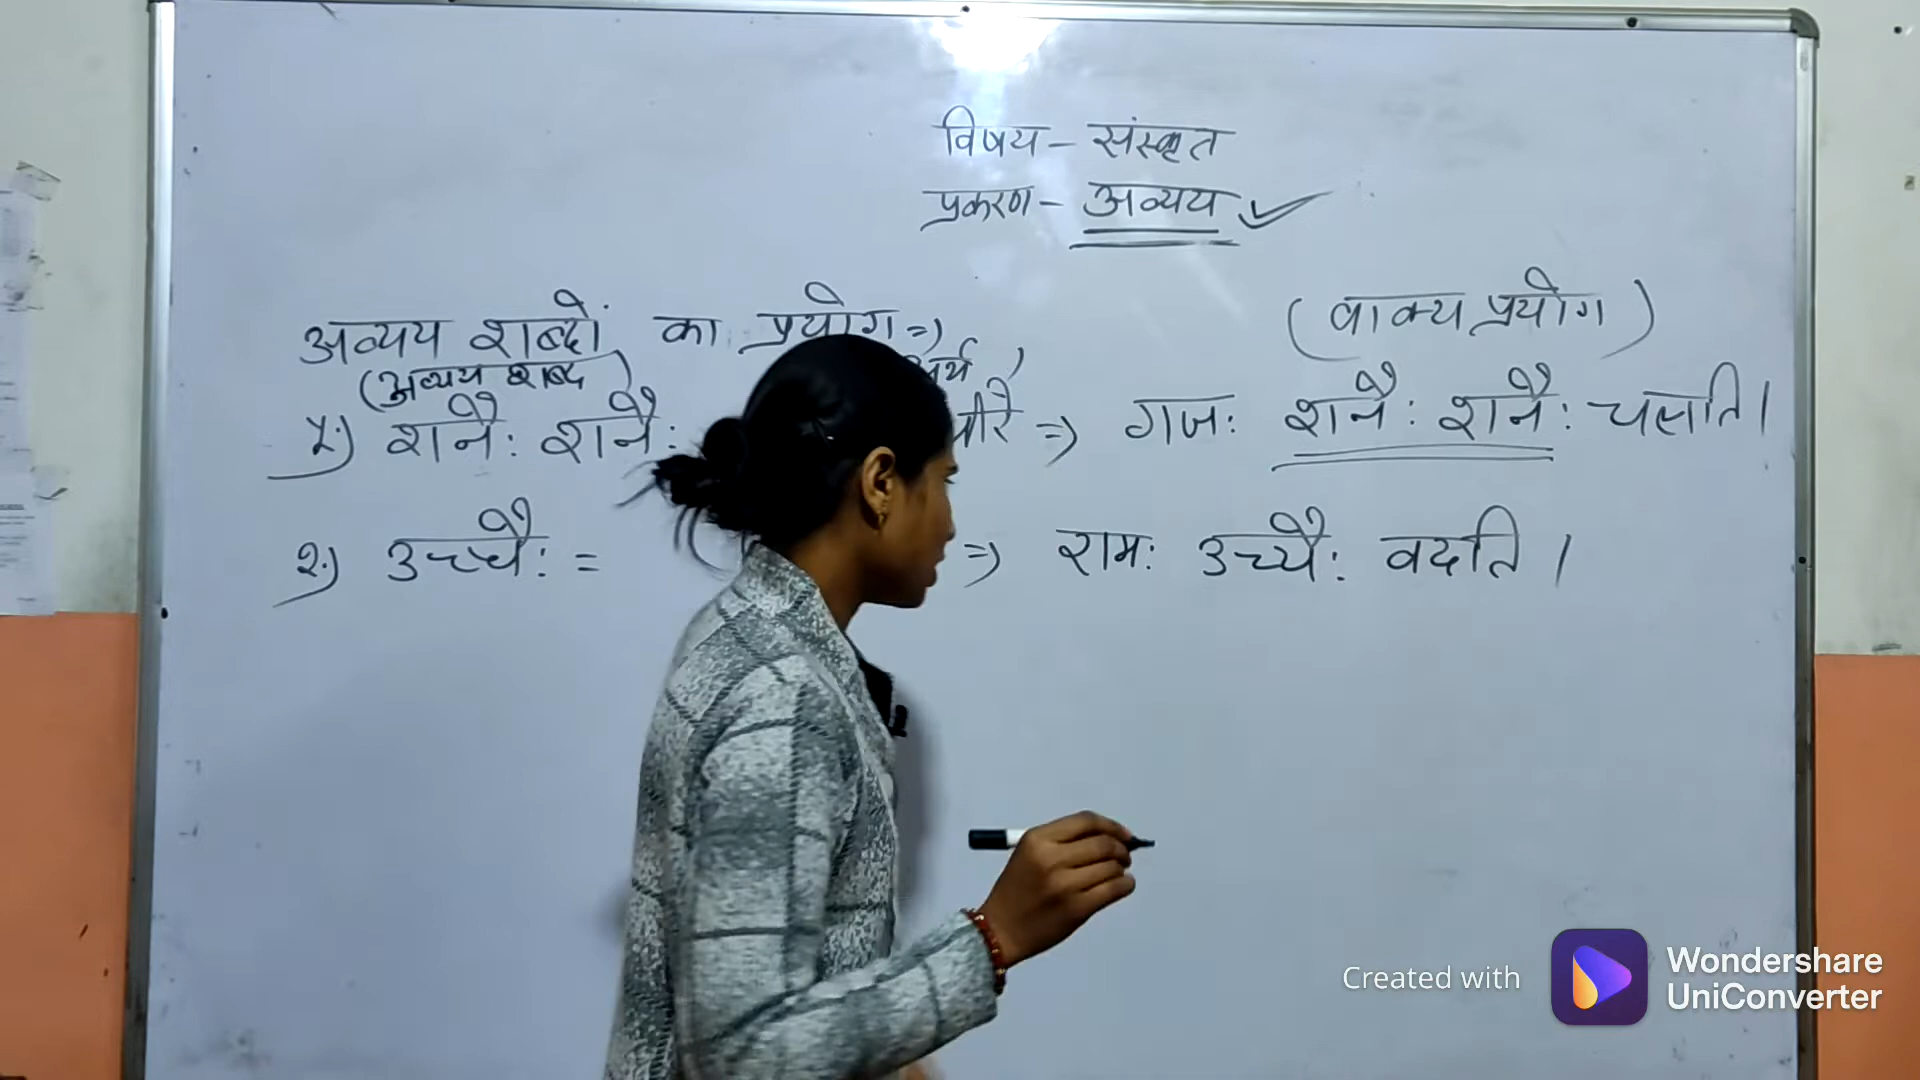 विषय - संस्कृत
प्रकरण - अव्यय ✓
अव्यय शब्दों का प्रयोग ⇒ (वाक्य प्रयोग)
(अव्यय शब्द)
१.) शनैः शनैः ⇒ गजः शनैः शनैः चलति।
२.) उच्चैः = ⇒ रामः उच्चैः वदति।
Created with Wondershare UniConverter